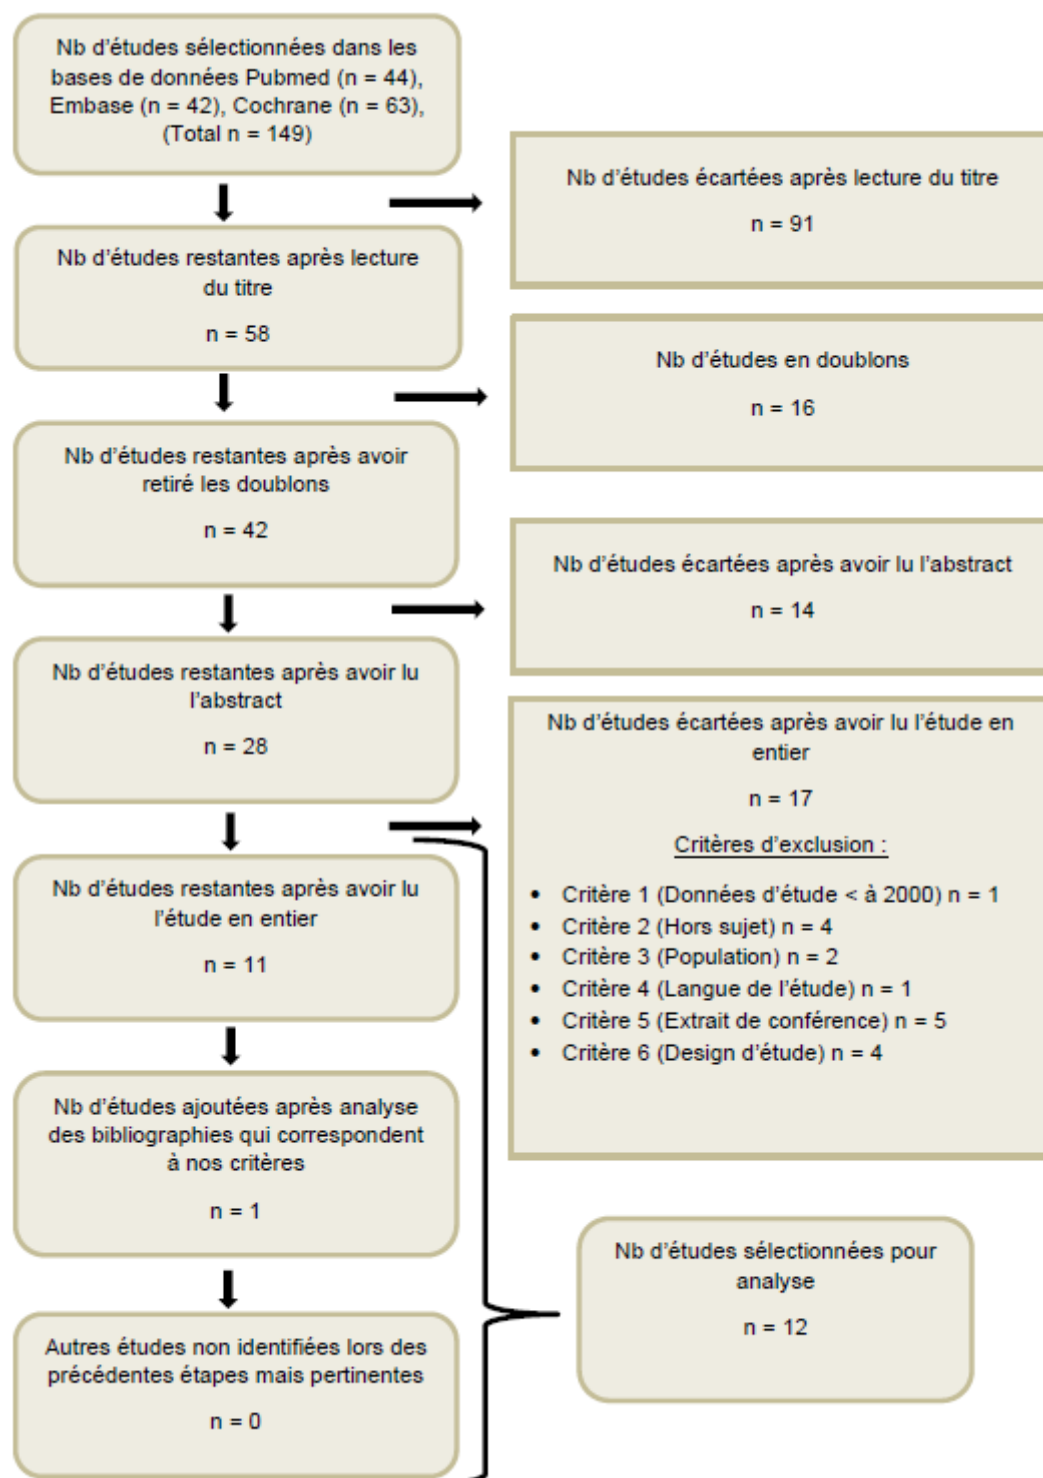 Nb d'études sélectionnées dans les
bases de données Pubmed (n = 44),
Embase (n = 42), Cochrane (n = 63),
(Total n = 149)
Nb d'études écartées après lecture du titre
n = 91
Nb d'études restantes après lecture
du titre
n = 58
Nb d'études en doublons
n = 16
Nb d'études restantes après avoir
retiré les doublons
n = 42
Nb d'études écartées après avoir lu l'abstract
n = 14
Nb d'études restantes après avoir lu
l'abstract
n = 28
Nb d'études écartées après avoir lu l'étude en
entier
n = 17
Critères d'exclusion :
• Critère 1 (Données d'étude < à 2000) n = 1
• Critère 2 (Hors sujet) n = 4
• Critère 3 (Population) n = 2
• Critère 4 (Langue de l'étude) n = 1
• Critère 5 (Extrait de conférence) n = 5
• Critère 6 (Design d'étude) n = 4
Nb d'études restantes après avoir lu
l'étude en entier
n = 11
Nb d'études ajoutées après analyse
des bibliographies qui correspondent
à nos critères
n = 1
Autres études non identifiées lors des
précédentes étapes mais pertinentes
n = 0
Nb d'études sélectionnées pour
analyse
n = 12